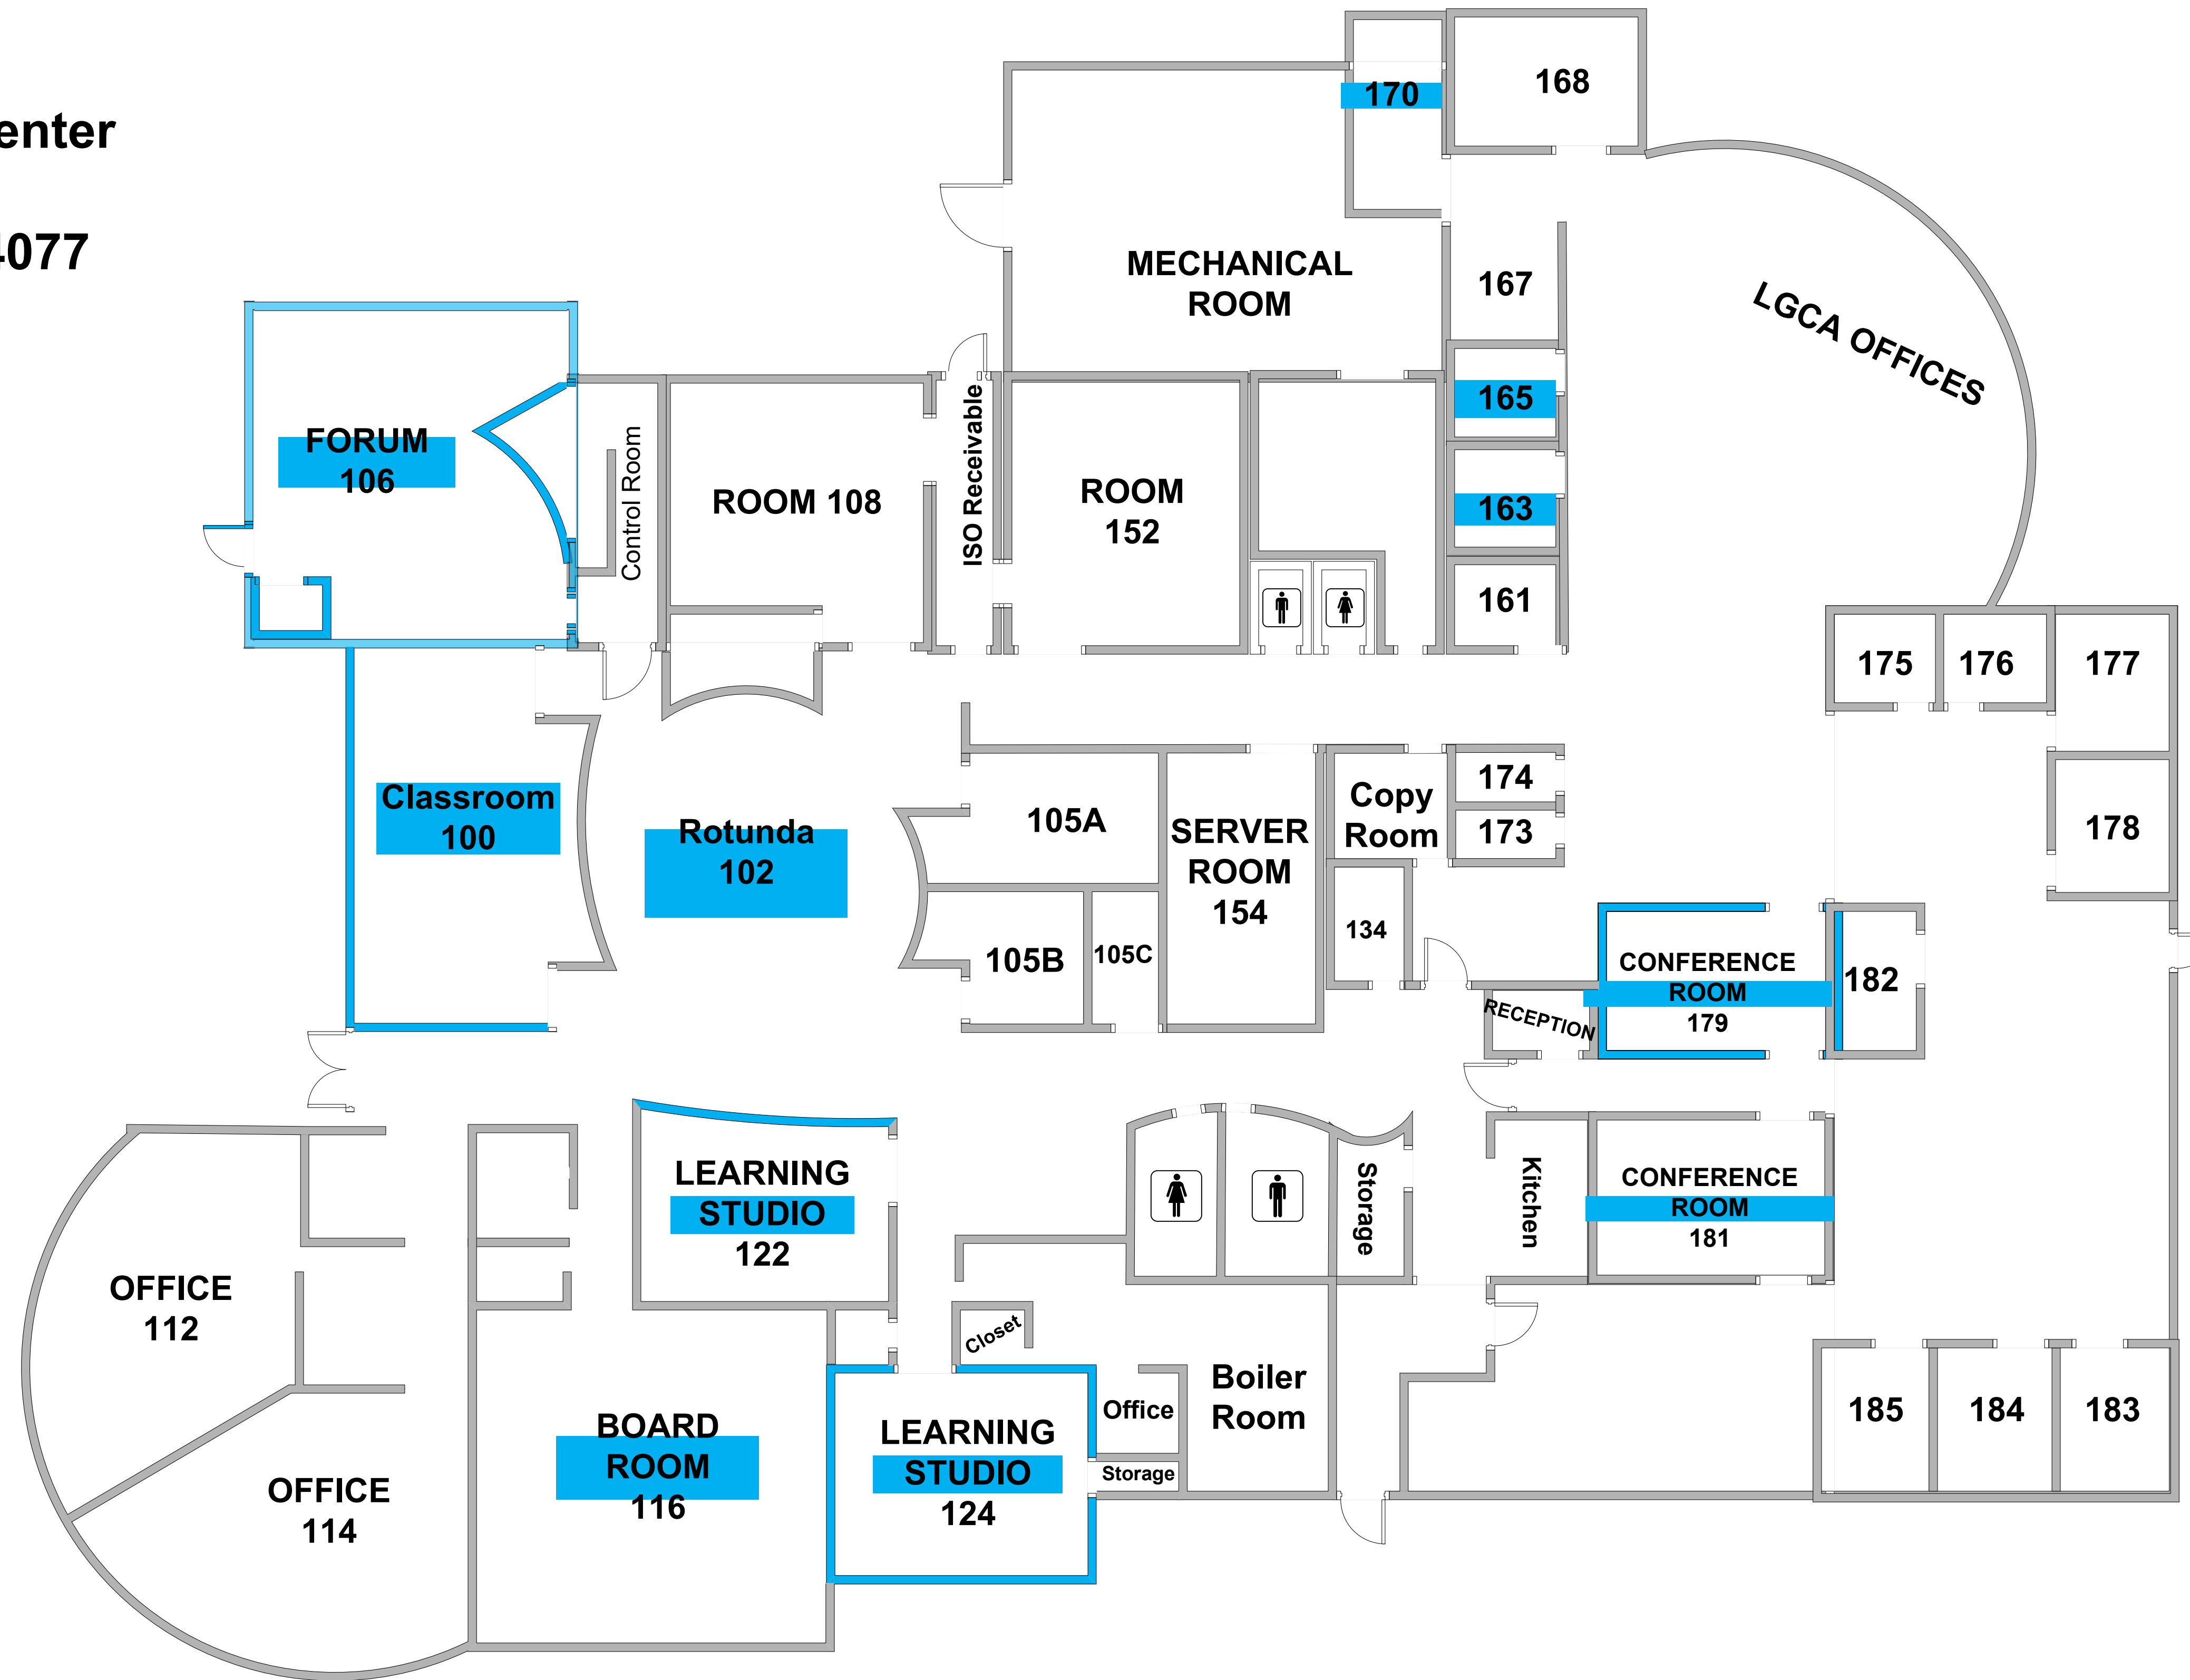 enter
4077
170
168
MECHANICAL
ROOM
167
LGCA OFFICES
165
163
161
FORUM
106
Control Room
ROOM 108
ISO Receivable
ROOM
152
175
176
177
178
Classroom
100
Rotunda
102
105A
105B
105C
SERVER
ROOM
154
Copy
Room
174
173
134
RECEPTION
CONFERENCE
ROOM
179
182
LEARNING
STUDIO
122
Storage
Kitchen
CONFERENCE
ROOM
181
OFFICE
112
OFFICE
114
BOARD
ROOM
116
Closet
LEARNING
STUDIO
124
Office
Storage
Boiler
Room
185
184
183